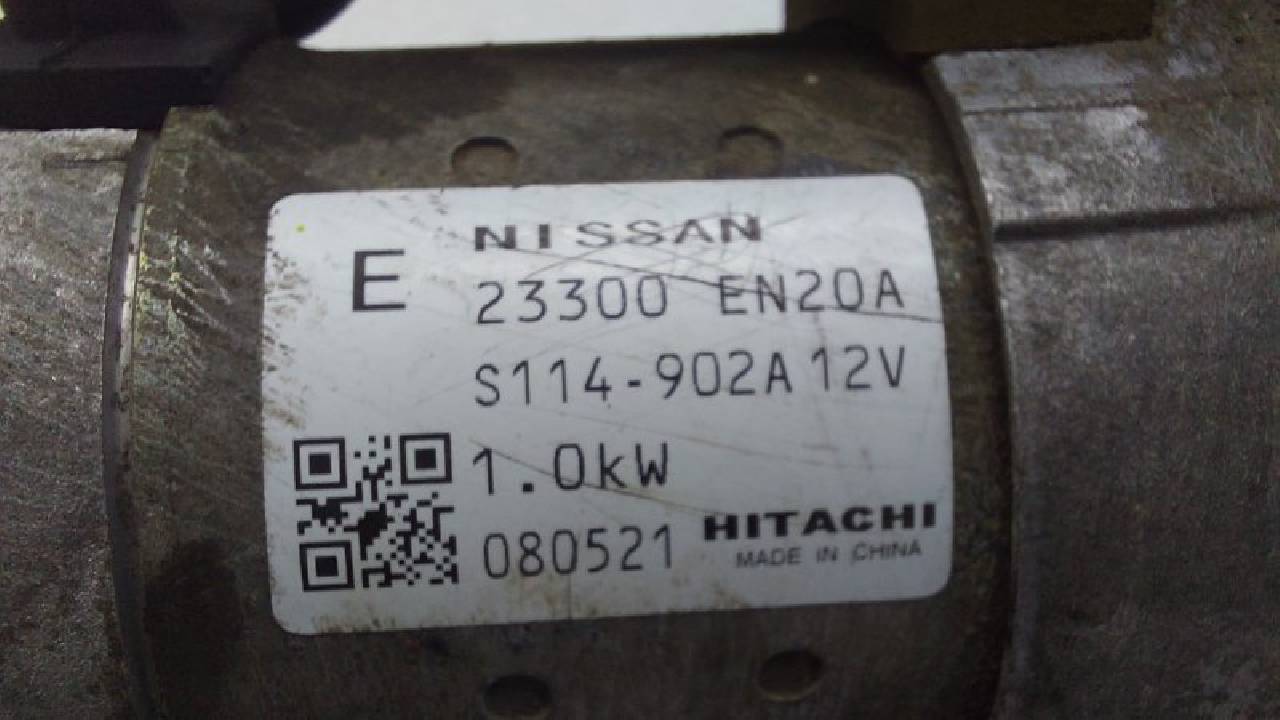 E
NISSAN
23300 EN20A
S114-902A 12V
1.0kW
080521
HITACHI
MADE IN CHINA